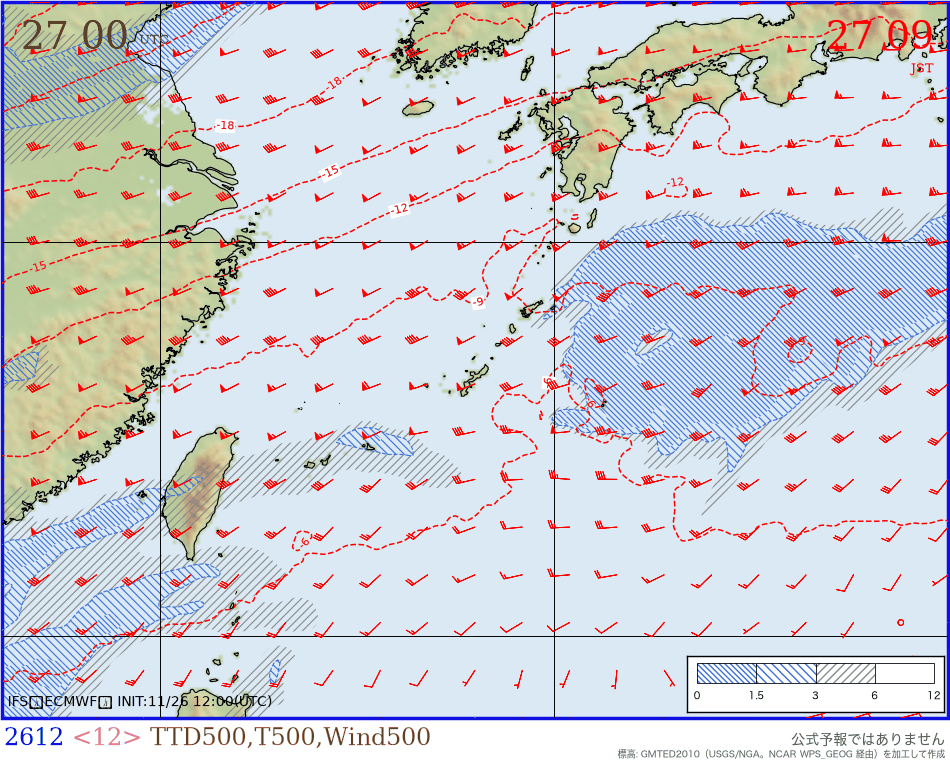 27 00 UTC
27 09
JST
-18
-18
-15
-12
-12
-15
-9
-9
-6
-6
IFS ECMWF INIT:11/26 12:00(UTC)
0 1.5 3 6 12
2612 <12> TTD500,T500,Wind500
公式予報ではありません
標高: GMTED2010（USGS/NGA。NCAR WPS_GEOG 経由）を加工して作成